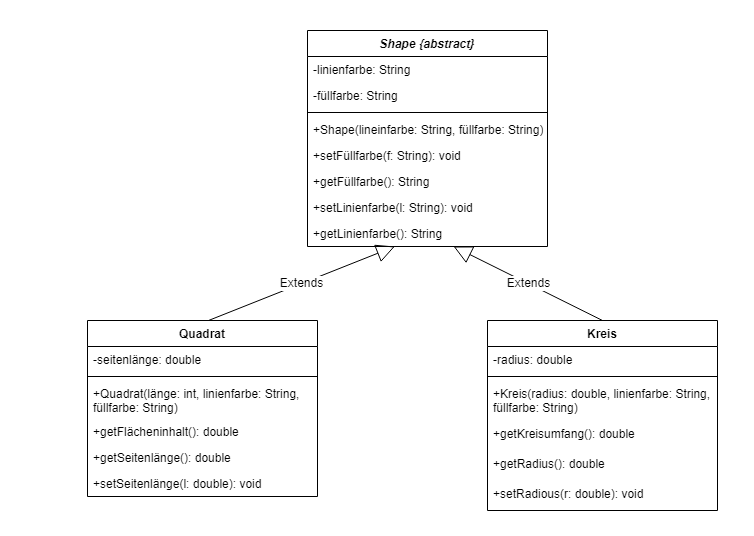 Shape {abstract}
-linienfarbe: String
-füllfarbe: String
+Shape(lineinfarbe: String, füllfarbe: String)
+setFüllfarbe(f: String): void
+getFüllfarbe(): String
+setLinienfarbe(l: String): void
+getLinienfarbe(): String
Extends
Extends
Quadrat
-seitenlänge: double
+Quadrat(länge: int, linienfarbe: String,
füllfarbe: String)
+getFlächeninhalt(): double
+getSeitenlänge(): double
+setSeitenlänge(l: double): void
Kreis
-radius: double
+Kreis(radius: double, linienfarbe: String,
füllfarbe: String)
+getKreisumfang(): double
+getRadius(): double
+setRadious(r: double): void